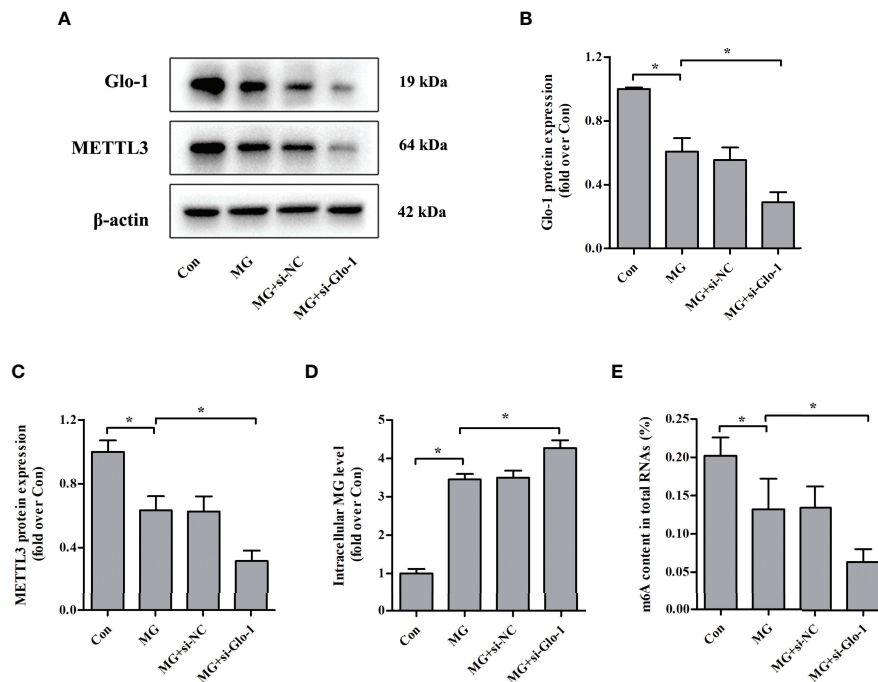 A
Glo-1
19 kDa
METTL3
64 kDa
β-actin
42 kDa
Con
MG
MG+si-NC
MG+si-Glo-1
B
Glo-1 protein expression
(fold over Con)
1.2
0.8
0.4
0.0
*
*
Con
MG
MG+si-NC
MG+si-Glo-1
C
METTL3 protein expression
(fold over Con)
1.2
0.8
0.4
0.0
*
*
Con
MG
MG+si-NC
MG+si-Glo-1
D
Intracellular MG level
(fold over Con)
5
4
3
2
1
0
*
*
Con
MG
MG+si-NC
MG+si-Glo-1
E
m6A content in total RNAs (%)
0.25
0.20
0.15
0.10
0.05
0.00
*
*
Con
MG
MG+si-NC
MG+si-Glo-1